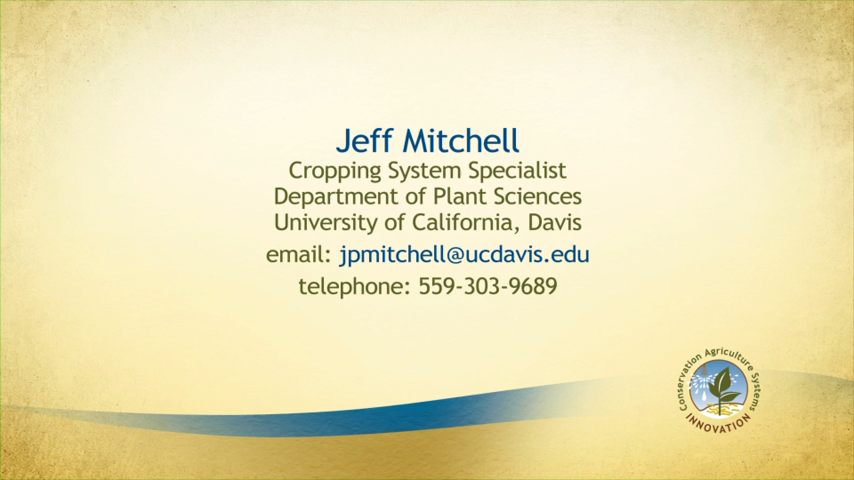 Jeff Mitchell
Cropping System Specialist
Department of Plant Sciences
University of California, Davis
email: jpmitchell@ucdavis.edu
telephone: 559-303-9689
Conservation Agriculture Systems
INNOVATION